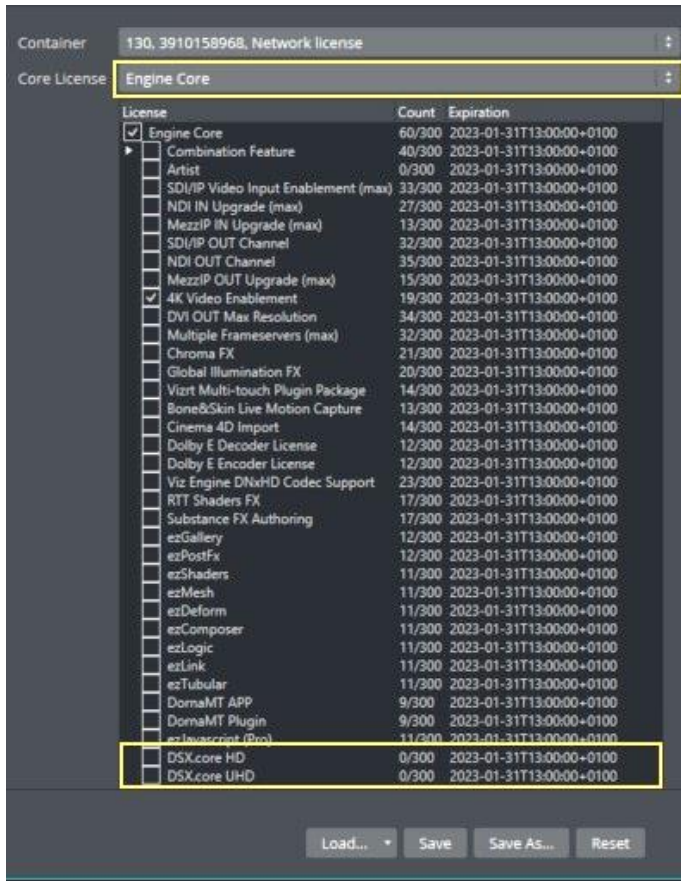 Container 130, 3910158968, Network license
Core License Engine Core
License Count Expiration
Engine Core 60/300 2023-01-31T13:00:00+0100
Combination Feature 40/300 2023-01-31T13:00:00+0100
Artist 0/300 2023-01-31T13:00:00+0100
SDI/IP Video Input Enablement (max) 33/300 2023-01-31T13:00:00+0100
NDI IN Upgrade (max) 27/300 2023-01-31T13:00:00+0100
MezzIP IN Upgrade (max) 13/300 2023-01-31T13:00:00+0100
SDI/IP OUT Channel 32/300 2023-01-31T13:00:00+0100
NDI OUT Channel 35/300 2023-01-31T13:00:00+0100
MezzIP OUT Upgrade (max) 15/300 2023-01-31T13:00:00+0100
4K Video Enablement 19/300 2023-01-31T13:00:00+0100
DVI OUT Max Resolution 34/300 2023-01-31T13:00:00+0100
Multiple Frameservers (max) 32/300 2023-01-31T13:00:00+0100
Chroma FX 21/300 2023-01-31T13:00:00+0100
Global Illumination FX 20/300 2023-01-31T13:00:00+0100
Vizrt Multi-touch Plugin Package 14/300 2023-01-31T13:00:00+0100
Bone&Skin Live Motion Capture 13/300 2023-01-31T13:00:00+0100
Cinema 4D Import 14/300 2023-01-31T13:00:00+0100
Dolby E Decoder License 12/300 2023-01-31T13:00:00+0100
Dolby E Encoder License 12/300 2023-01-31T13:00:00+0100
Viz Engine DNxHD Codec Support 23/300 2023-01-31T13:00:00+0100
RTT Shaders FX 17/300 2023-01-31T13:00:00+0100
Substance FX Authoring 17/300 2023-01-31T13:00:00+0100
ezGallery 12/300 2023-01-31T13:00:00+0100
ezPostFx 12/300 2023-01-31T13:00:00+0100
ezShaders 11/300 2023-01-31T13:00:00+0100
ezMesh 11/300 2023-01-31T13:00:00+0100
ezDeform 11/300 2023-01-31T13:00:00+0100
ezComposer 11/300 2023-01-31T13:00:00+0100
ezLogic 11/300 2023-01-31T13:00:00+0100
ezLink 11/300 2023-01-31T13:00:00+0100
ezTubular 11/300 2023-01-31T13:00:00+0100
DornaMT APP 9/300 2023-01-31T13:00:00+0100
DornaMT Plugin 9/300 2023-01-31T13:00:00+0100
ezJavascript (Pro) 11/300 2023-01-31T13:00:00+0100
DSX.core HD 0/300 2023-01-31T13:00:00+0100
DSX.core UHD 0/300 2023-01-31T13:00:00+0100
Load... Save Save As... Reset